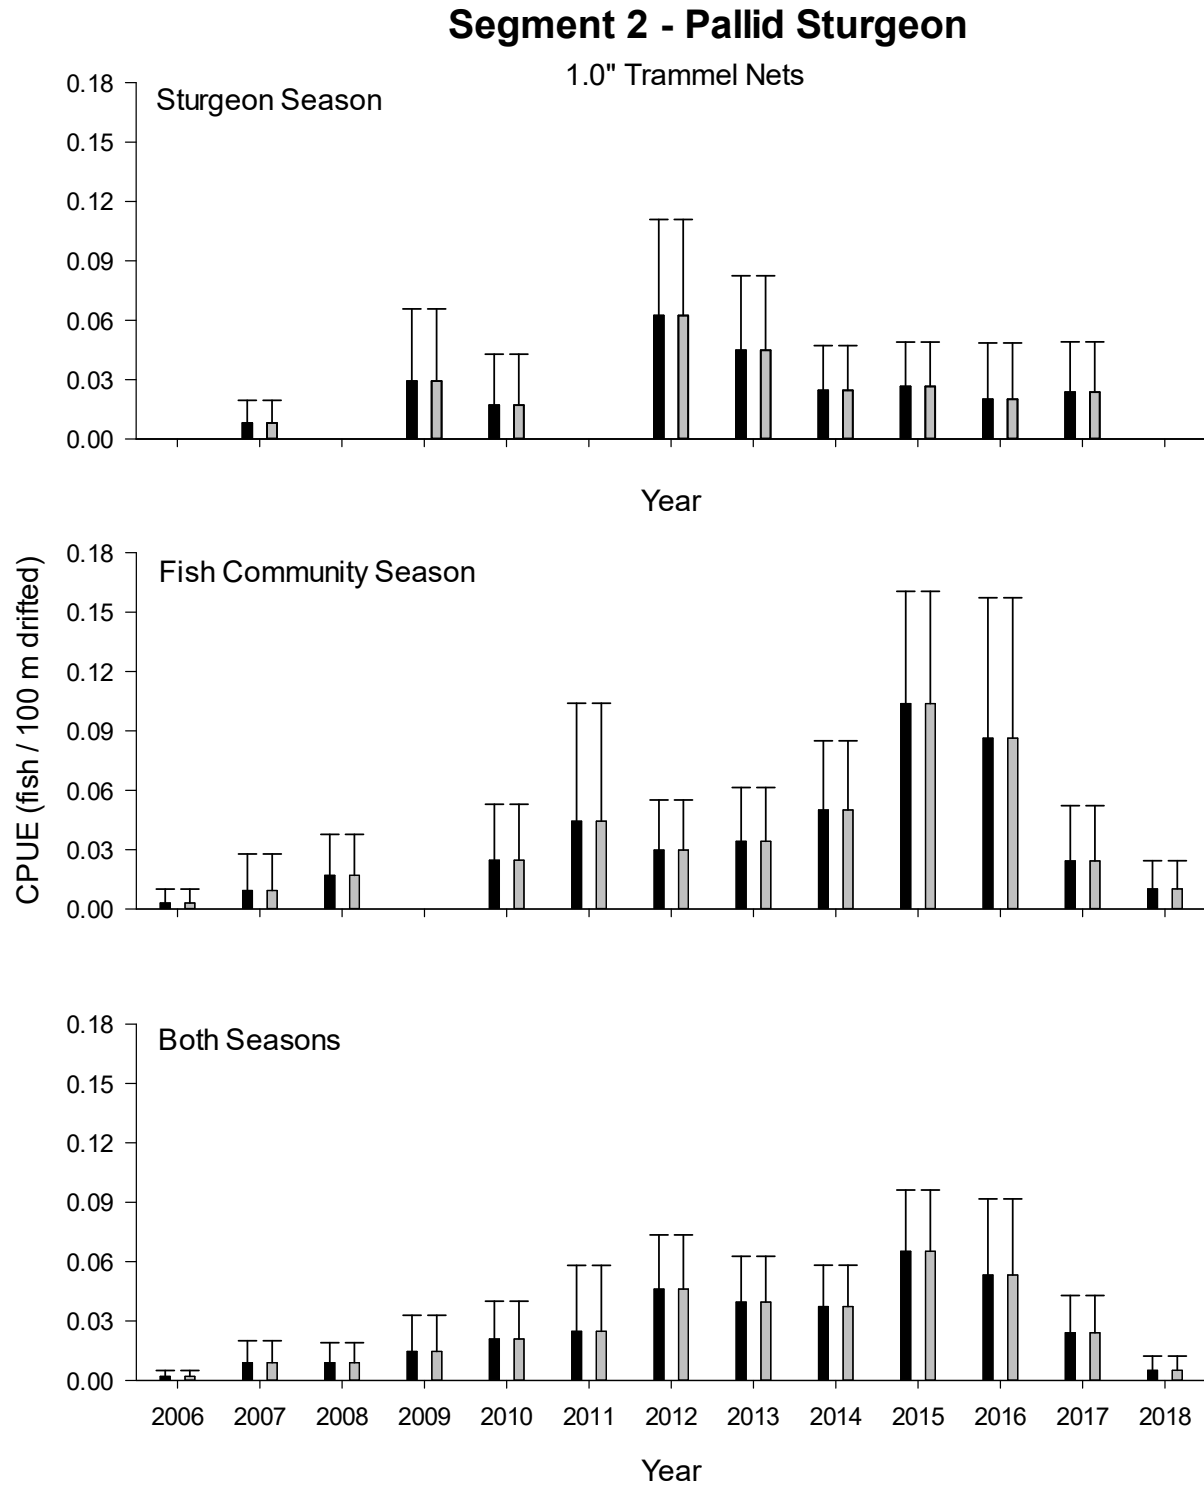 Segment 2 - Pallid Sturgeon
1.0" Trammel Nets
Sturgeon Season
0.18
0.15
0.12
0.09
0.06
0.03
0.00
Year
CPUE (fish / 100 m drifted)
Fish Community Season
0.18
0.15
0.12
0.09
0.06
0.03
0.00
Both Seasons
0.18
0.15
0.12
0.09
0.06
0.03
0.00
2006 2007 2008 2009 2010 2011 2012 2013 2014 2015 2016 2017 2018
Year